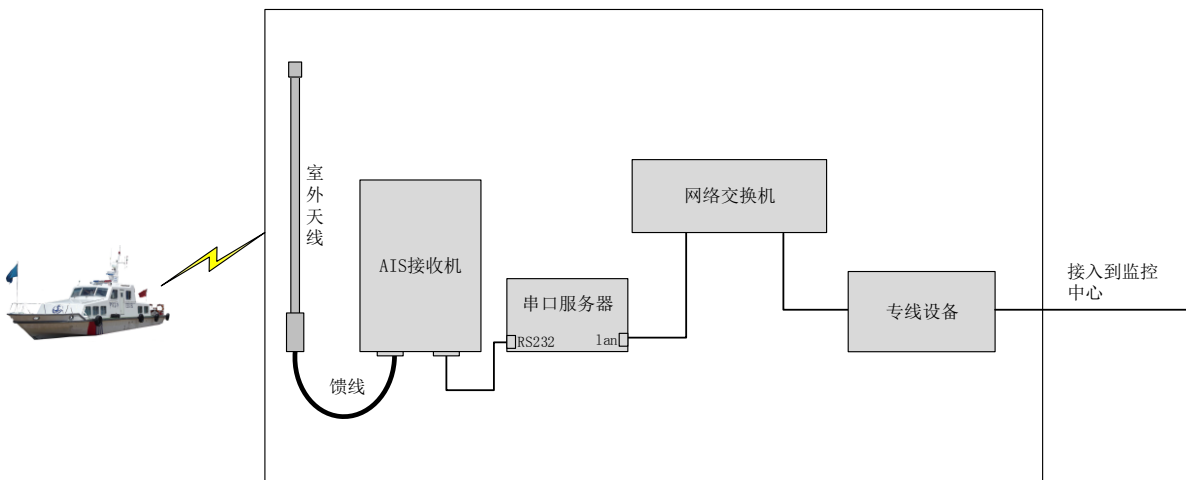 室外天线
AIS接收机
馈线
串口服务器
RS232
lan
网络交换机
专线设备
接入到监控
中心